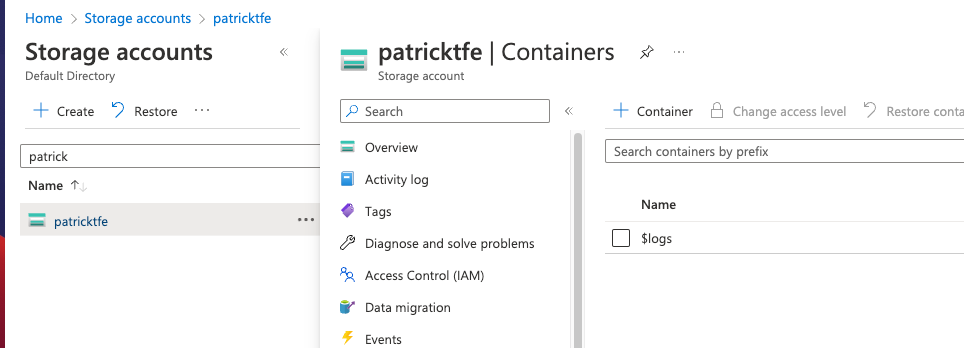 Home > Storage accounts > patricktfe
Storage accounts
Default Directory
+ Create Restore ...
patrick
Name ↑↓
patricktfe ...
patricktfe | Containers
Storage account
Search
Overview
Activity log
Tags
Diagnose and solve problems
Access Control (IAM)
Data migration
Events
+ Container Change access level Restore conta
Search containers by prefix
Name
$logs